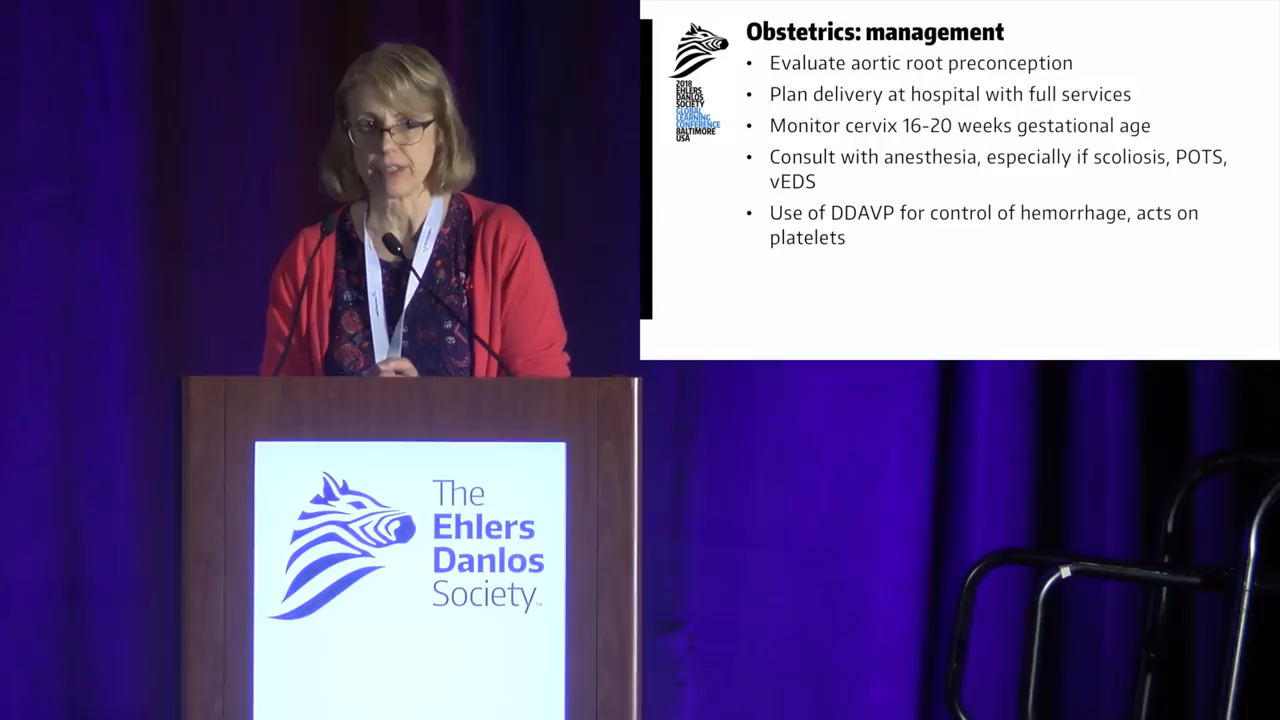 Obstetrics: management
• Evaluate aortic root preconception
• Plan delivery at hospital with full services
• Monitor cervix 16-20 weeks gestational age
• Consult with anesthesia, especially if scoliosis, POTS,
vEDS
• Use of DDAVP for control of hemorrhage, acts on
platelets
2018
EHLERS
DANLOS
SOCIETY
GLOBAL
LEARNING
CONFERENCE
BALTIMORE
USA
The
Ehlers
Danlos
Society™